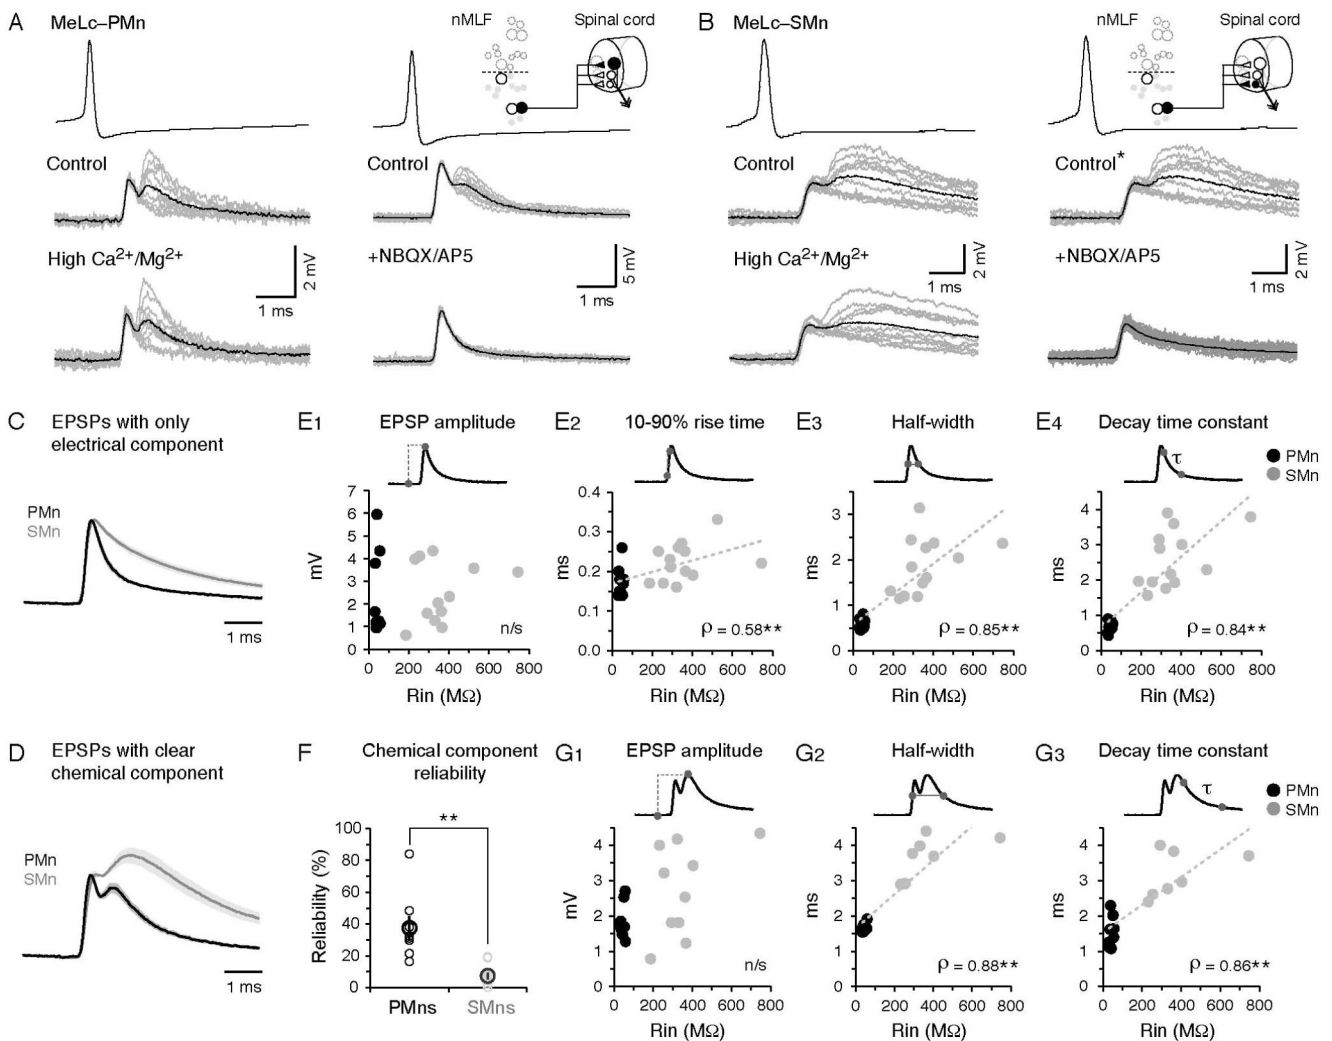 A MeLc–PMn nMLF Spinal cord B MeLc–SMn nMLF Spinal cord
Control Control Control Control*
High Ca2+/Mg2+ +NBQX/AP5 High Ca2+/Mg2+ +NBQX/AP5
2 mV 5 mV 2 mV 2 mV
1 ms 1 ms 1 ms 1 ms
C EPSPs with only
electrical component
PMn
SMn
1 ms
E1 EPSP amplitude
7
6
5
4
3
2
1
0
mV
n/s
0 200 400 600 800
Rin (MΩ)
E2 10-90% rise time
0.4
0.3
0.2
0.1
0.0
ms
ρ = 0.58**
0 200 400 600 800
Rin (MΩ)
E3 Half-width
3
2
1
0
ms
ρ = 0.85**
0 200 400 600 800
Rin (MΩ)
E4 Decay time constant
τ
PMn
SMn
4
3
2
1
0
ms
ρ = 0.84**
0 200 400 600 800
Rin (MΩ)
D EPSPs with clear
chemical component
PMn
SMn
1 ms
F Chemical component
reliability
**
100
80
60
40
20
0
Reliability (%)
PMns SMns
G1 EPSP amplitude
4
3
2
1
0
mV
n/s
0 200 400 600 800
Rin (MΩ)
G2 Half-width
4
3
2
1
0
ms
ρ = 0.88**
0 200 400 600 800
Rin (MΩ)
G3 Decay time constant
τ
PMn
SMn
4
3
2
1
0
ms
ρ = 0.86**
0 200 400 600 800
Rin (MΩ)